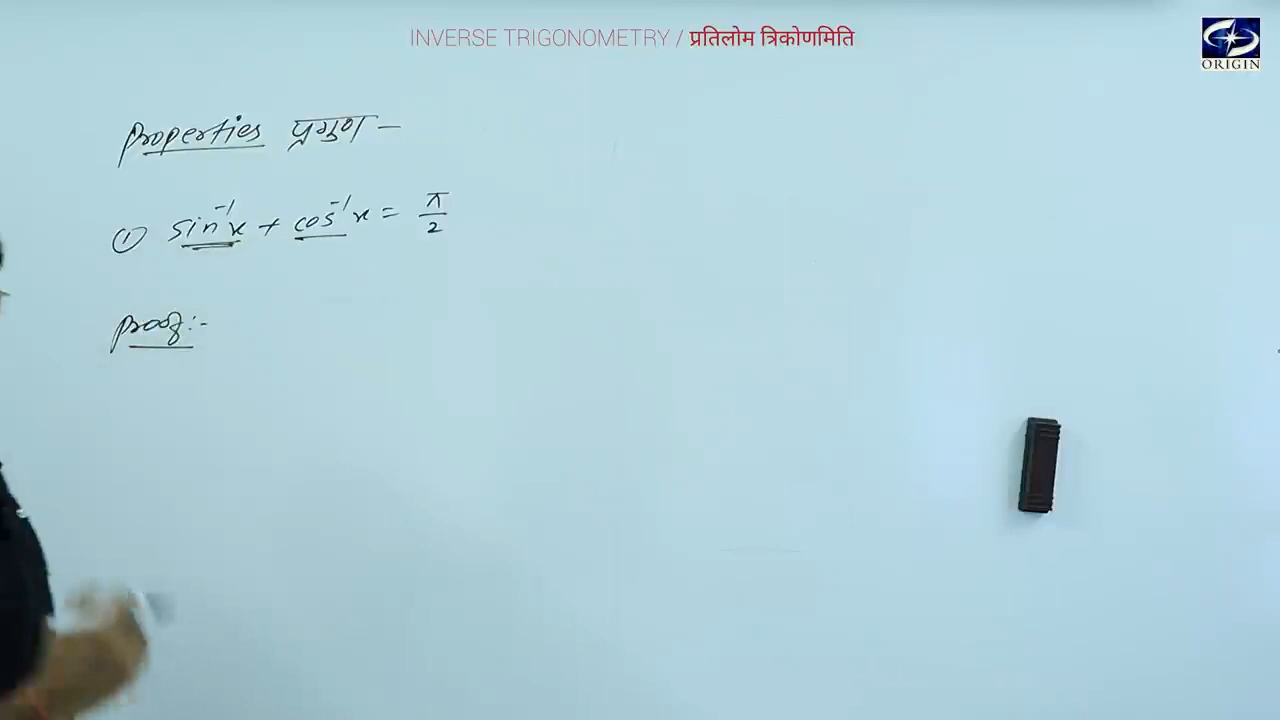 INVERSE TRIGONOMETRY / प्रतिलोम त्रिकोणमिति
ORIGIN
Properties प्रगुण –
① sin⁻¹x + cos⁻¹x = π/2
Proof:-